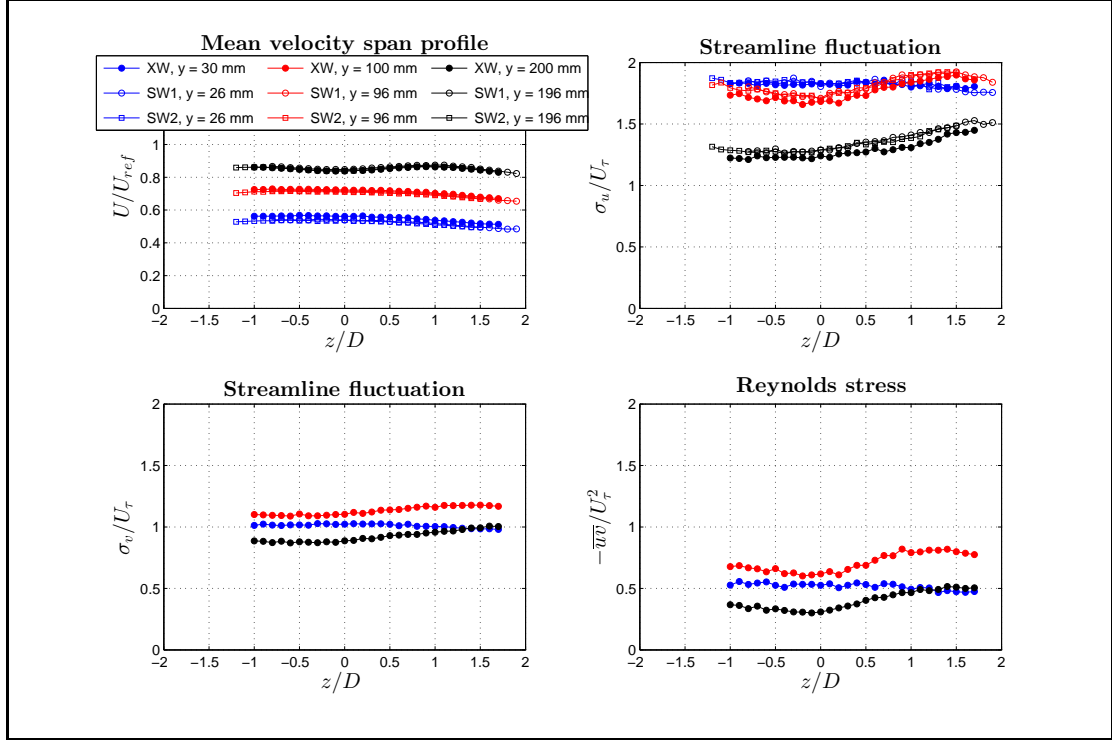 Mean velocity span profile
XW, y = 30 mm XW, y = 100 mm XW, y = 200 mm
SW1, y = 26 mm SW1, y = 96 mm SW1, y = 196 mm
SW2, y = 26 mm SW2, y = 96 mm SW2, y = 196 mm
1
0.8
0.6
0.4
0.2
0
U/U_{ref}
−2 −1.5 −1 −0.5 0 0.5 1 1.5 2
z/D
Streamline fluctuation
2
1.5
1
0.5
0
σ_u/U_τ
−2 −1.5 −1 −0.5 0 0.5 1 1.5 2
z/D
Streamline fluctuation
2
1.5
1
0.5
0
σ_v/U_τ
−2 −1.5 −1 −0.5 0 0.5 1 1.5 2
z/D
Reynolds stress
2
1.5
1
0.5
0
−\overline{uv}/U_τ^2
−2 −1.5 −1 −0.5 0 0.5 1 1.5 2
z/D